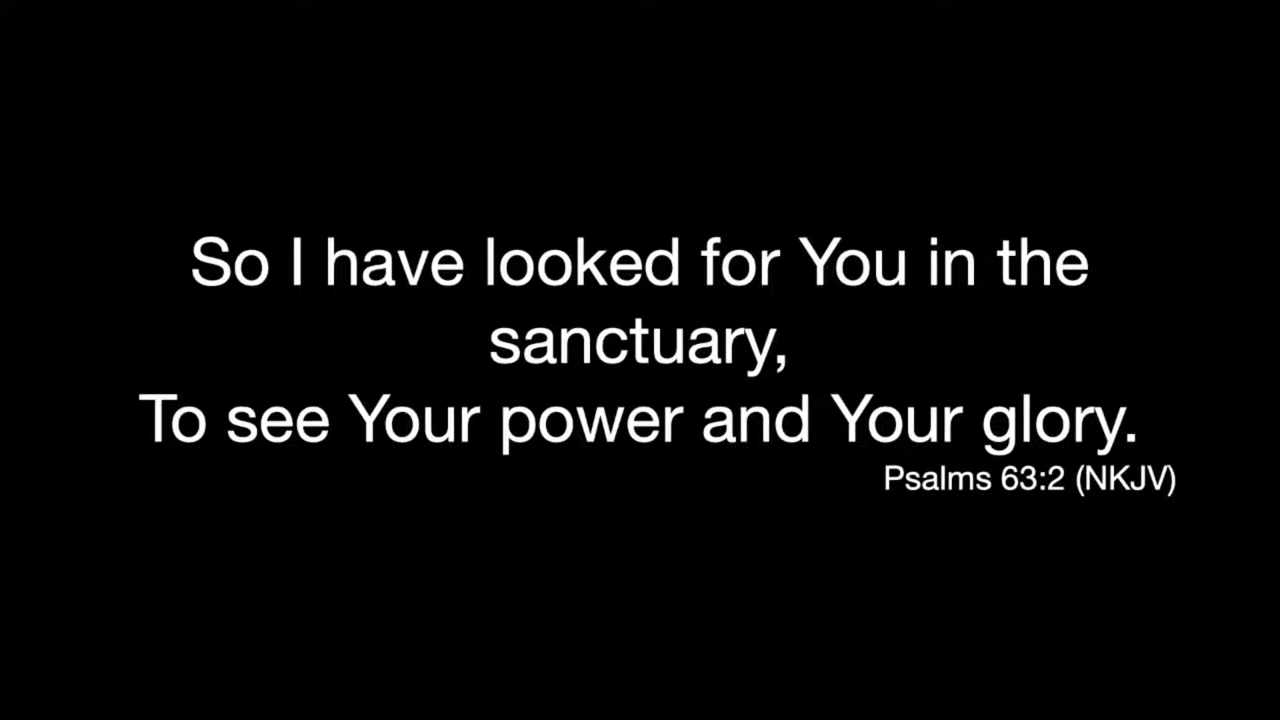 So I have looked for You in the
sanctuary,
To see Your power and Your glory.
Psalms 63:2 (NKJV)